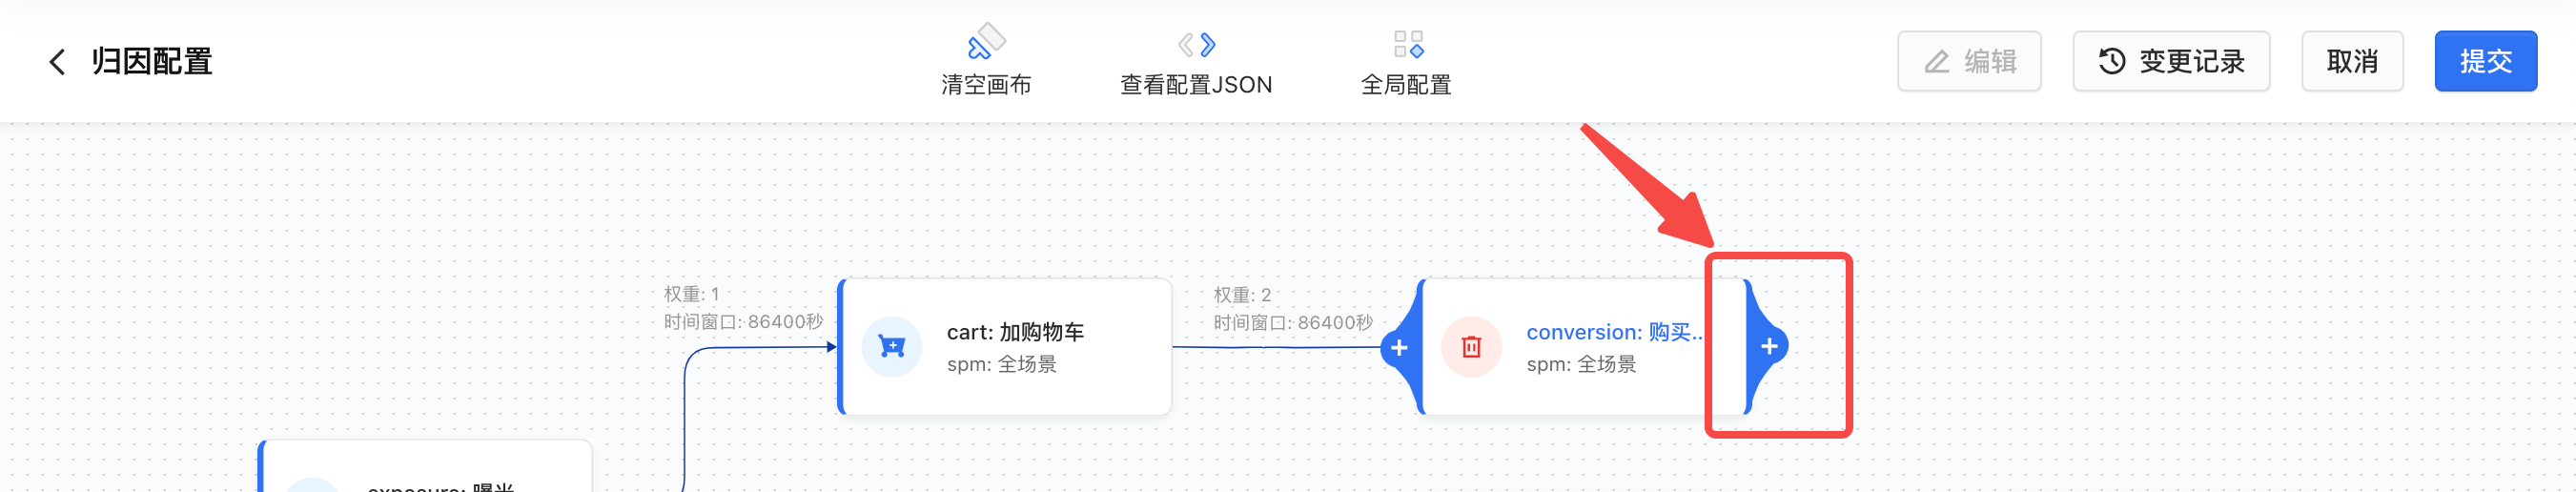 归因配置
清空画布
查看配置JSON
全局配置
编辑
变更记录
取消
提交
权重: 1
时间窗口: 86400秒
cart: 加购物车
spm: 全场景
权重: 2
时间窗口: 86400秒
conversion: 购买...
spm: 全场景
exposure: 曝光